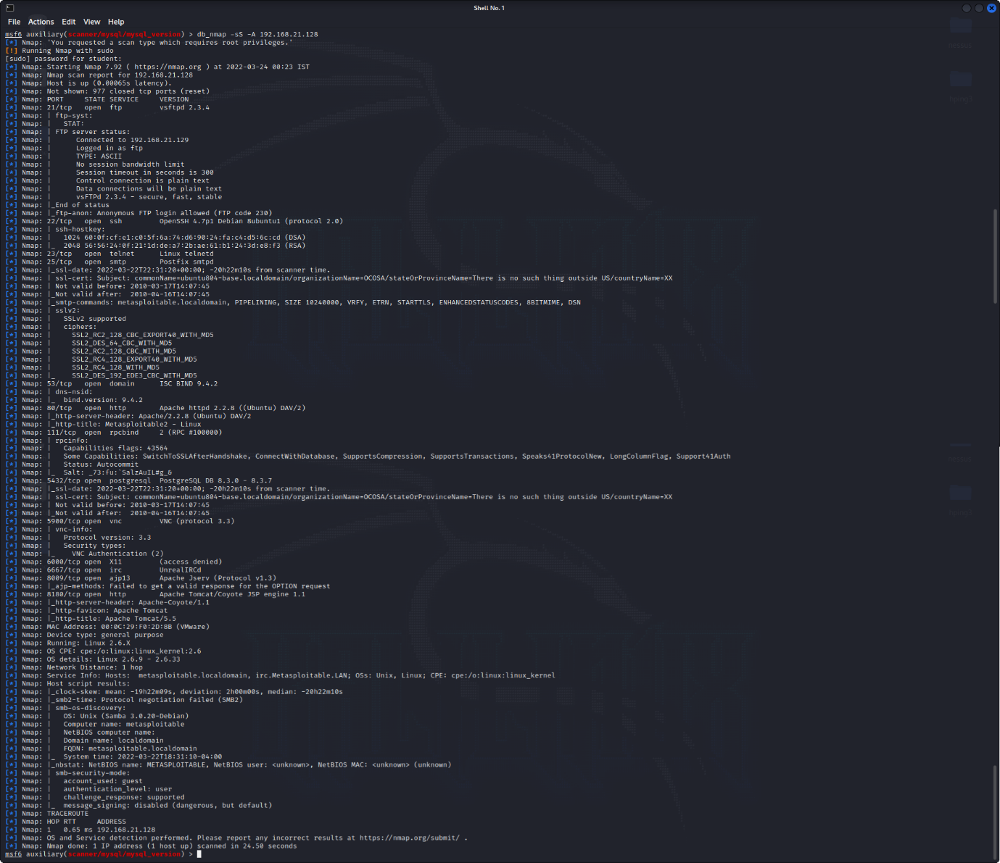 Shell No. 1
File Actions Edit View Help
msf6 auxiliary(scanner/mysql/mysql_version) > db_nmap -sS -A 192.168.21.128
[*] Nmap: 'You requested a scan type which requires root privileges.'
[!] Running Nmap with sudo
[sudo] password for student:
[*] Nmap: Starting Nmap 7.92 ( https://nmap.org ) at 2022-03-24 00:23 IST
[*] Nmap: Nmap scan report for 192.168.21.128
[*] Nmap: Host is up (0.00065s latency).
[*] Nmap: Not shown: 977 closed tcp ports (reset)
[*] Nmap: PORT     STATE SERVICE     VERSION
[*] Nmap: 21/tcp   open  ftp         vsftpd 2.3.4
[*] Nmap: | ftp-syst:
[*] Nmap: |   STAT:
[*] Nmap: | FTP server status:
[*] Nmap: |      Connected to 192.168.21.129
[*] Nmap: |      Logged in as ftp
[*] Nmap: |      TYPE: ASCII
[*] Nmap: |      No session bandwidth limit
[*] Nmap: |      Session timeout in seconds is 300
[*] Nmap: |      Control connection is plain text
[*] Nmap: |      Data connections will be plain text
[*] Nmap: |      vsFTPd 2.3.4 - secure, fast, stable
[*] Nmap: |_End of status
[*] Nmap: |_ftp-anon: Anonymous FTP login allowed (FTP code 230)
[*] Nmap: 22/tcp   open  ssh         OpenSSH 4.7p1 Debian 8ubuntu1 (protocol 2.0)
[*] Nmap: | ssh-hostkey:
[*] Nmap: |   1024 60:0f:cf:e1:c0:5f:6a:74:d6:90:24:fa:c4:d5:6c:cd (DSA)
[*] Nmap: |_  2048 56:56:24:0f:21:1d:de:a7:2b:ae:61:b1:24:3d:e8:f3 (RSA)
[*] Nmap: 23/tcp   open  telnet      Linux telnetd
[*] Nmap: 25/tcp   open  smtp        Postfix smtpd
[*] Nmap: |_ssl-date: 2022-03-22T22:31:20+00:00; -20h22m10s from scanner time.
[*] Nmap: | ssl-cert: Subject: commonName=ubuntu804-base.localdomain/organizationName=OCOSA/stateOrProvinceName=There is no such thing outside US/countryName=XX
[*] Nmap: | Not valid before: 2010-03-17T14:07:45
[*] Nmap: |_Not valid after:  2010-04-16T14:07:45
[*] Nmap: |_smtp-commands: metasploitable.localdomain, PIPELINING, SIZE 10240000, VRFY, ETRN, STARTTLS, ENHANCEDSTATUSCODES, 8BITMIME, DSN
[*] Nmap: | sslv2:
[*] Nmap: |   SSLv2 supported
[*] Nmap: |   ciphers:
[*] Nmap: |     SSL2_RC2_128_CBC_EXPORT40_WITH_MD5
[*] Nmap: |     SSL2_DES_64_CBC_WITH_MD5
[*] Nmap: |     SSL2_RC2_128_CBC_WITH_MD5
[*] Nmap: |     SSL2_RC4_128_EXPORT40_WITH_MD5
[*] Nmap: |     SSL2_RC4_128_WITH_MD5
[*] Nmap: |_    SSL2_DES_192_EDE3_CBC_WITH_MD5
[*] Nmap: 53/tcp   open  domain      ISC BIND 9.4.2
[*] Nmap: | dns-nsid:
[*] Nmap: |_  bind.version: 9.4.2
[*] Nmap: 80/tcp   open  http        Apache httpd 2.2.8 ((Ubuntu) DAV/2)
[*] Nmap: |_http-server-header: Apache/2.2.8 (Ubuntu) DAV/2
[*] Nmap: |_http-title: Metasploitable2 - Linux
[*] Nmap: 111/tcp  open  rpcbind     2 (RPC #100000)
[*] Nmap: | rpcinfo:
[*] Nmap: |   Capabilities flags: 43564
[*] Nmap: |   Some Capabilities: SwitchToSSLAfterHandshake, ConnectWithDatabase, SupportsCompression, SupportsTransactions, Speaks41ProtocolNew, LongColumnFlag, Support41Auth
[*] Nmap: |   Status: Autocommit
[*] Nmap: |_  Salt: _73:fu:`SalzAuIL#g_&
[*] Nmap: 5432/tcp open  postgresql  PostgreSQL DB 8.3.0 - 8.3.7
[*] Nmap: |_ssl-date: 2022-03-22T22:31:20+00:00; -20h22m10s from scanner time.
[*] Nmap: | ssl-cert: Subject: commonName=ubuntu804-base.localdomain/organizationName=OCOSA/stateOrProvinceName=There is no such thing outside US/countryName=XX
[*] Nmap: | Not valid before: 2010-03-17T14:07:45
[*] Nmap: |_Not valid after:  2010-04-16T14:07:45
[*] Nmap: 5900/tcp open  vnc         VNC (protocol 3.3)
[*] Nmap: | vnc-info:
[*] Nmap: |   Protocol version: 3.3
[*] Nmap: |   Security types:
[*] Nmap: |_    VNC Authentication (2)
[*] Nmap: 6000/tcp open  X11         (access denied)
[*] Nmap: 6667/tcp open  irc         UnrealIRCd
[*] Nmap: 8009/tcp open  ajp13       Apache Jserv (Protocol v1.3)
[*] Nmap: |_ajp-methods: Failed to get a valid response for the OPTION request
[*] Nmap: 8180/tcp open  http        Apache Tomcat/Coyote JSP engine 1.1
[*] Nmap: |_http-server-header: Apache-Coyote/1.1
[*] Nmap: |_http-favicon: Apache Tomcat
[*] Nmap: |_http-title: Apache Tomcat/5.5
[*] Nmap: MAC Address: 00:0C:29:F0:2D:8B (VMware)
[*] Nmap: Device type: general purpose
[*] Nmap: Running: Linux 2.6.X
[*] Nmap: OS CPE: cpe:/o:linux:linux_kernel:2.6
[*] Nmap: OS details: Linux 2.6.9 - 2.6.33
[*] Nmap: Network Distance: 1 hop
[*] Nmap: Service Info: Hosts:  metasploitable.localdomain, irc.Metasploitable.LAN; OSs: Unix, Linux; CPE: cpe:/o:linux:linux_kernel
[*] Nmap: Host script results:
[*] Nmap: |_clock-skew: mean: -19h22m09s, deviation: 2h00m00s, median: -20h22m10s
[*] Nmap: |_smb2-time: Protocol negotiation failed (SMB2)
[*] Nmap: | smb-os-discovery:
[*] Nmap: |   OS: Unix (Samba 3.0.20-Debian)
[*] Nmap: |   Computer name: metasploitable
[*] Nmap: |   NetBIOS computer name:
[*] Nmap: |   Domain name: localdomain
[*] Nmap: |   FQDN: metasploitable.localdomain
[*] Nmap: |_  System time: 2022-03-22T18:31:10-04:00
[*] Nmap: |_nbstat: NetBIOS name: METASPLOITABLE, NetBIOS user: <unknown>, NetBIOS MAC: <unknown> (unknown)
[*] Nmap: | smb-security-mode:
[*] Nmap: |   account_used: guest
[*] Nmap: |   authentication_level: user
[*] Nmap: |   challenge_response: supported
[*] Nmap: |_  message_signing: disabled (dangerous, but default)
[*] Nmap: TRACEROUTE
[*] Nmap: HOP RTT     ADDRESS
[*] Nmap: 1   0.65 ms 192.168.21.128
[*] Nmap: OS and Service detection performed. Please report any incorrect results at https://nmap.org/submit/ .
[*] Nmap: Nmap done: 1 IP address (1 host up) scanned in 24.50 seconds
msf6 auxiliary(scanner/mysql/mysql_version) >